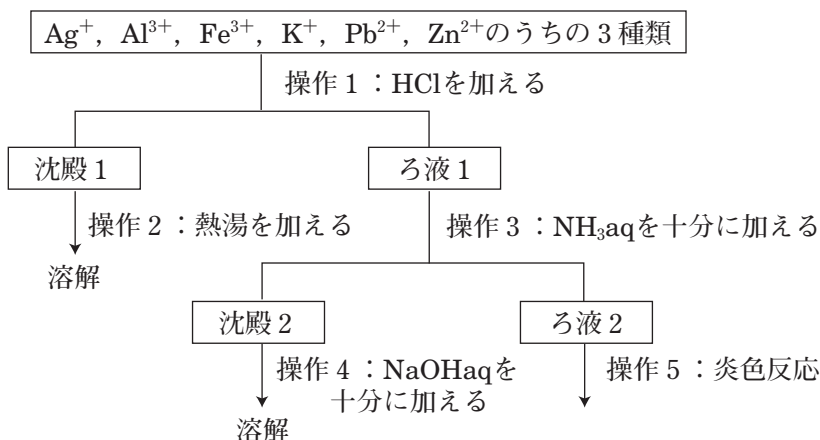 Ag⁺, Al³⁺, Fe³⁺, K⁺, Pb²⁺, Zn²⁺のうちの3種類
操作1:HClを加える
沈殿1
ろ液1
操作2:熱湯を加える
操作3:NH₃aqを十分に加える
溶解
沈殿2
ろ液2
操作4:NaOHaqを
十分に加える
操作5:炎色反応
溶解